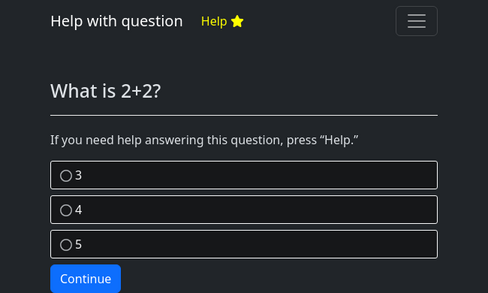 Help with question
Help
What is 2+2?
If you need help answering this question, press “Help.”
3
4
5
Continue